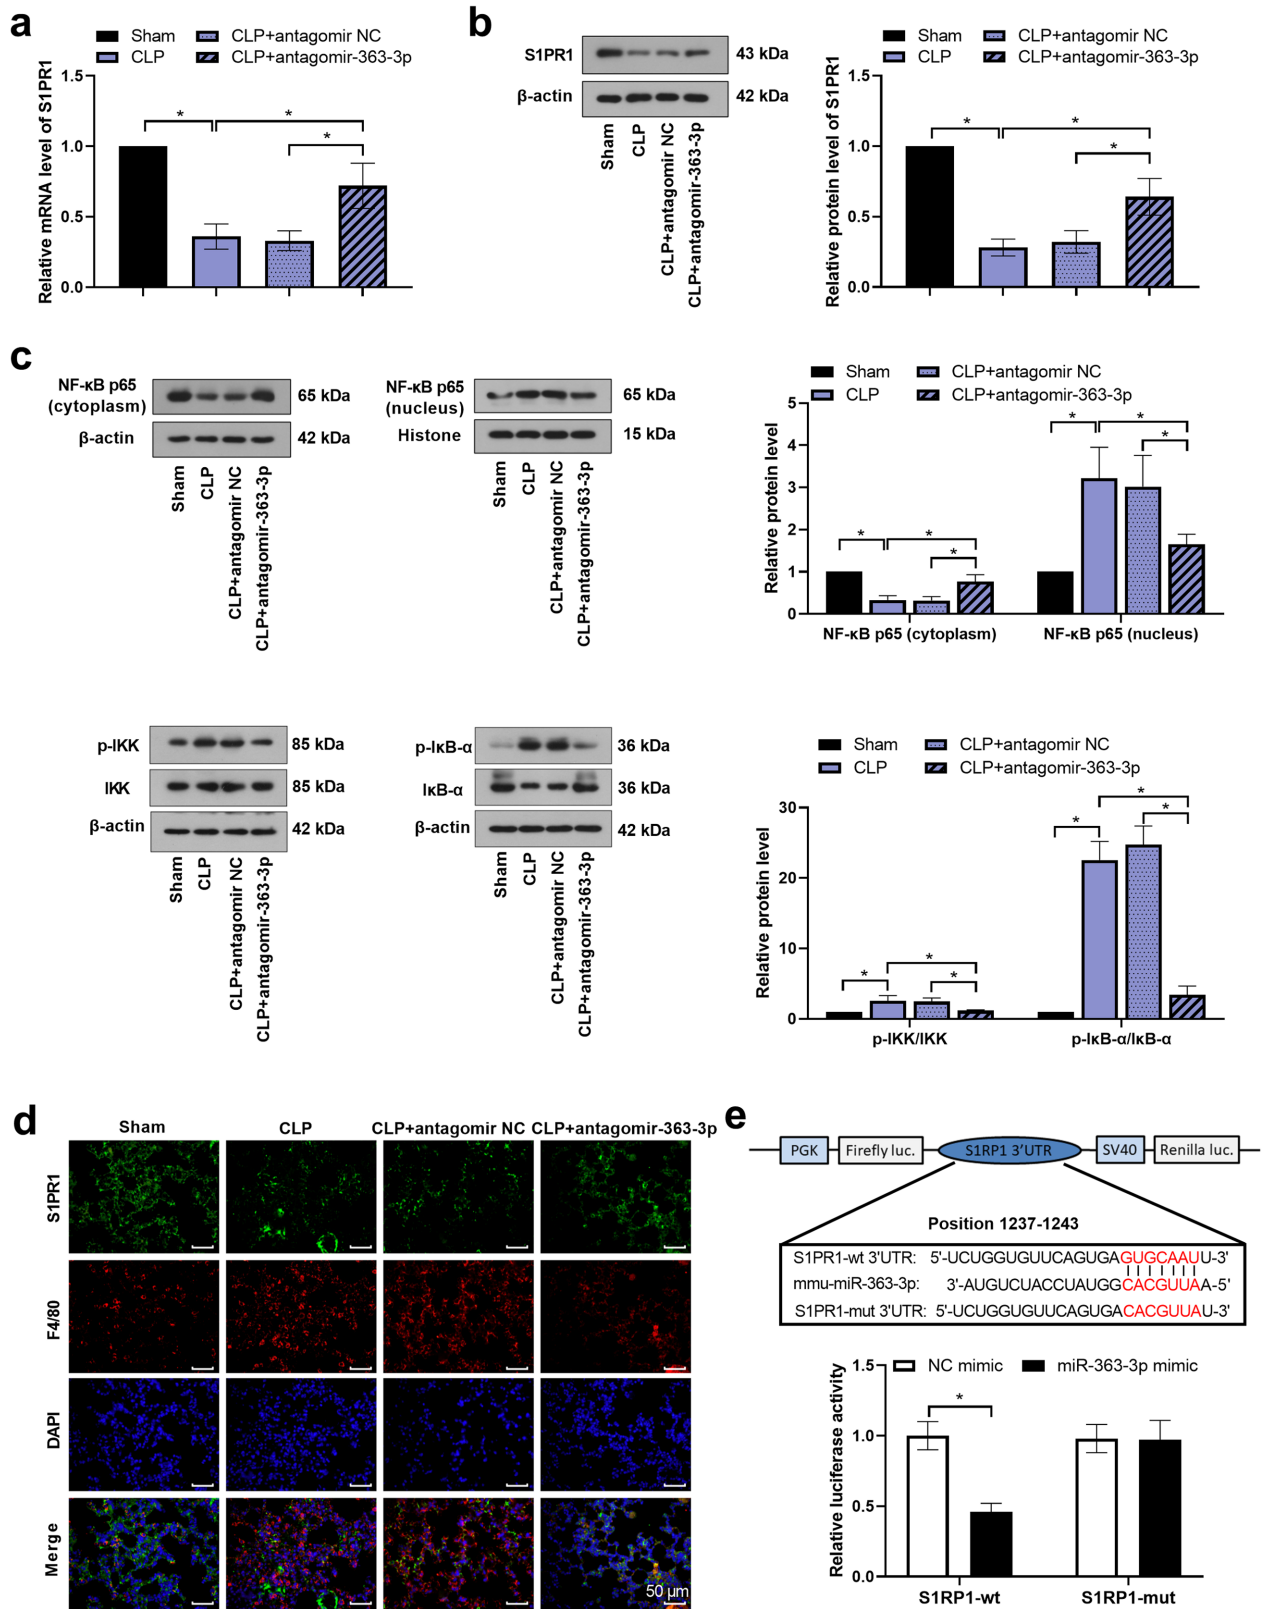 a
Sham
CLP+antagomir NC
CLP
CLP+antagomir-363-3p
Relative mRNA level of S1PR1
1.5
1.0
0.5
0.0
*
*
*
b
S1PR1
43 kDa
β-actin
42 kDa
Sham
CLP
CLP+antagomir NC
CLP+antagomir-363-3p
Sham
CLP+antagomir NC
CLP
CLP+antagomir-363-3p
Relative protein level of S1PR1
1.5
1.0
0.5
0.0
*
*
*
c
NF-κB p65
(cytoplasm)
65 kDa
β-actin
42 kDa
Sham
CLP
CLP+antagomir NC
CLP+antagomir-363-3p
NF-κB p65
(nucleus)
65 kDa
Histone
15 kDa
Sham
CLP
CLP+antagomir NC
CLP+antagomir-363-3p
Sham
CLP+antagomir NC
CLP
CLP+antagomir-363-3p
Relative protein level
5
4
3
2
1
0
*
*
*
*
*
*
NF-κB p65 (cytoplasm)
NF-κB p65 (nucleus)
p-IKK
85 kDa
IKK
85 kDa
β-actin
42 kDa
Sham
CLP
CLP+antagomir NC
CLP+antagomir-363-3p
p-IκB-α
36 kDa
IκB-α
36 kDa
β-actin
42 kDa
Sham
CLP
CLP+antagomir NC
CLP+antagomir-363-3p
Sham
CLP+antagomir NC
CLP
CLP+antagomir-363-3p
Relative protein level
30
20
10
0
*
*
*
*
*
*
p-IKK/IKK
p-IκB-α/IκB-α
d
Sham
CLP
CLP+antagomir NC
CLP+antagomir-363-3p
S1PR1
F4/80
DAPI
Merge
50 μm
e
PGK
Firefly luc.
S1RP1 3'UTR
SV40
Renilla luc.
Position 1237-1243
S1PR1-wt 3'UTR: 5'-UCUGGUGUUCAGUGAGUGCAAUU-3'
mmu-miR-363-3p: 3'-AUGUCUACCUAUGGCACGUUAA-5'
S1PR1-mut 3'UTR: 5'-UCUGGUGUUCAGUGACACGUUAU-3'
NC mimic
miR-363-3p mimic
Relative luciferase activity
1.5
1.0
0.5
0.0
*
S1RP1-wt
S1RP1-mut